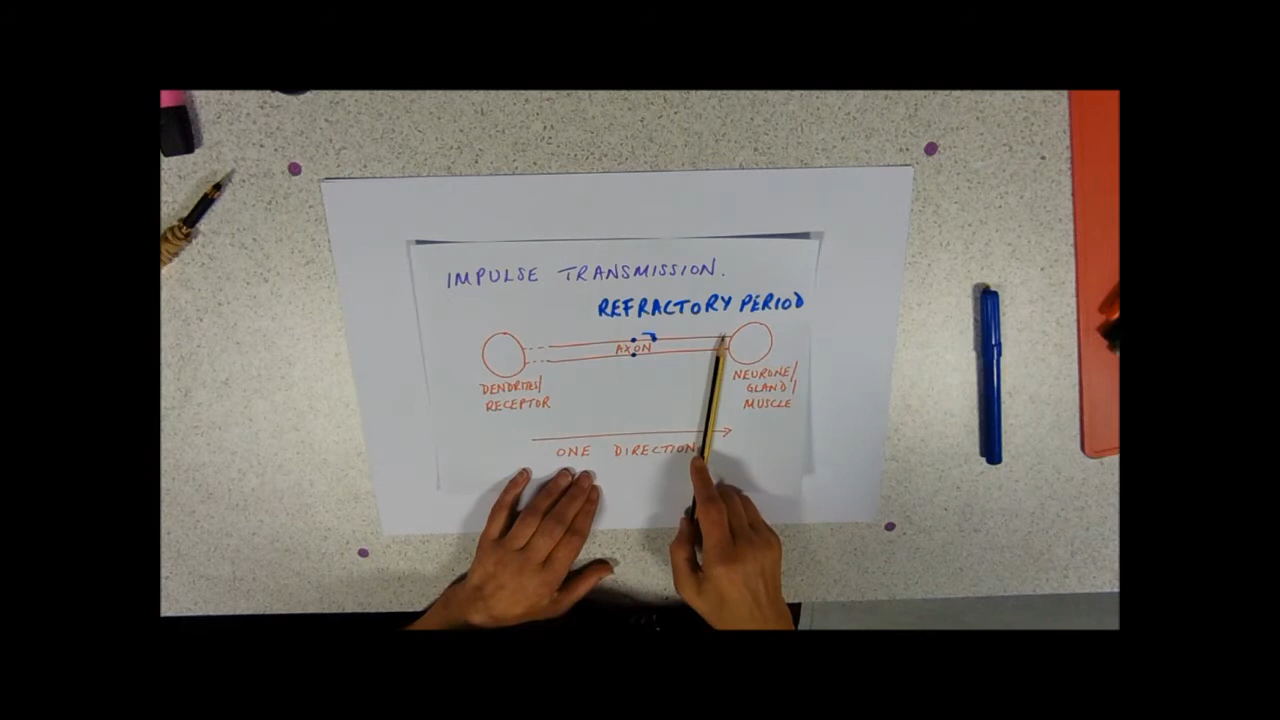 IMPULSE TRANSMISSION.
REFRACTORY PERIOD
AXON
DENDRITES/
RECEPTOR
NEURONE/
GLAND/
MUSCLE
ONE DIRECTION